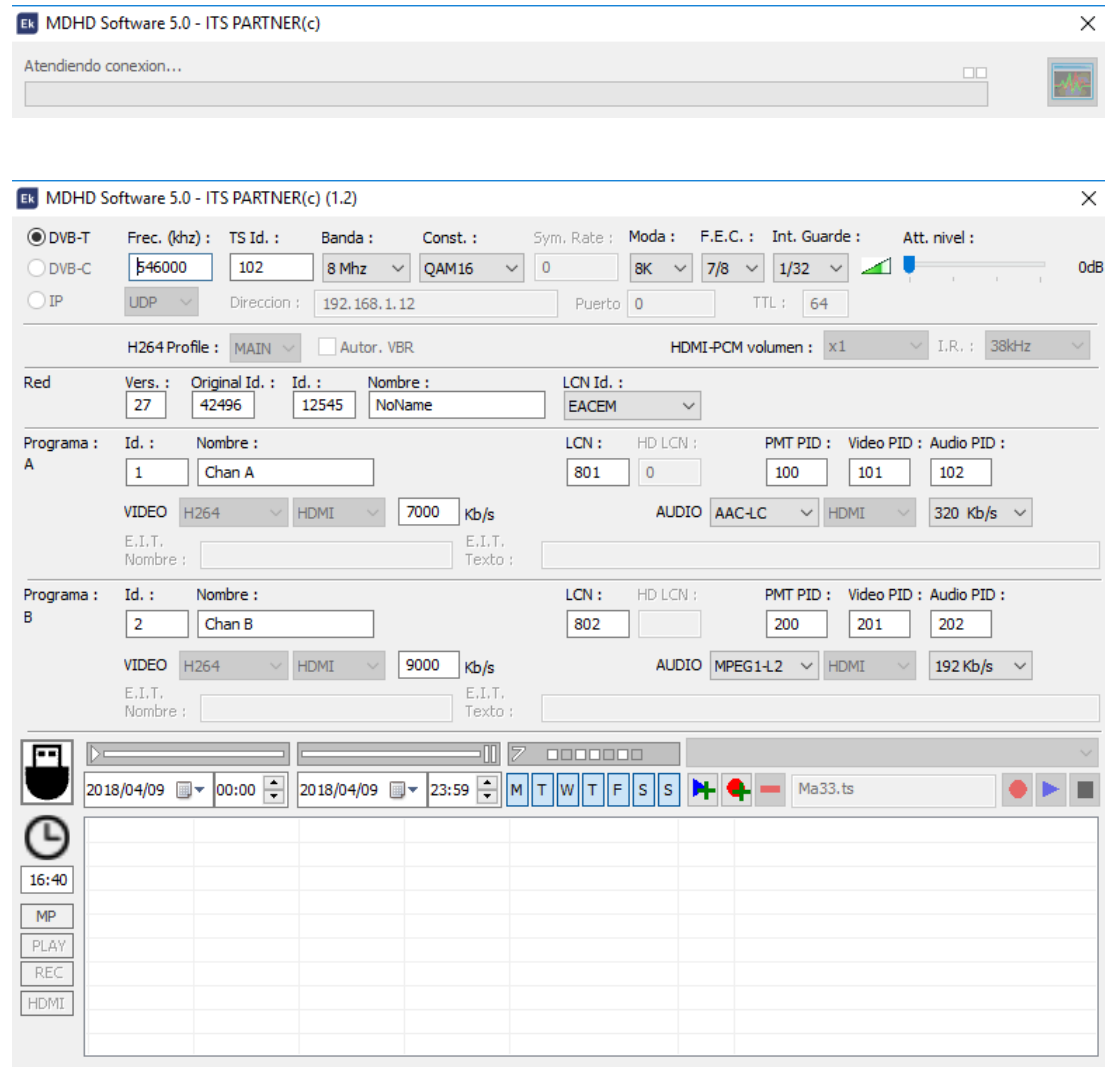 Ek MDHD Software 5.0 - ITS PARTNER(c)
Atendiendo conexion...
Ek MDHD Software 5.0 - ITS PARTNER(c) (1.2)
DVB-T Frec. (khz) : TS Id. : Banda : Const. : Sym. Rate : Moda : F.E.C. : Int. Guarde : Att. nivel :
DVB-C 546000 102 8 Mhz QAM16 0 8K 7/8 1/32 0dB
IP UDP Direccion : 192.168.1.12 Puerto 0 TTL : 64
H264 Profile : MAIN Autor. VBR HDMI-PCM volumen : x1 I.R. : 38kHz
Red Vers. : Original Id. : Id. : Nombre : LCN Id. :
27 42496 12545 NoName EACEM
Programa : Id. : Nombre : LCN : HD LCN : PMT PID : Video PID : Audio PID :
A 1 Chan A 801 0 100 101 102
VIDEO H264 HDMI 7000 Kb/s AUDIO AAC-LC HDMI 320 Kb/s
E.I.T. E.I.T.
Nombre : Texto :
Programa : Id. : Nombre : LCN : HD LCN : PMT PID : Video PID : Audio PID :
B 2 Chan B 802 200 201 202
VIDEO H264 HDMI 9000 Kb/s AUDIO MPEG1-L2 HDMI 192 Kb/s
E.I.T. E.I.T.
Nombre : Texto :
7
2018/04/09 00:00 2018/04/09 23:59 M T W T F S S Ma33.ts
16:40
MP
PLAY
REC
HDMI